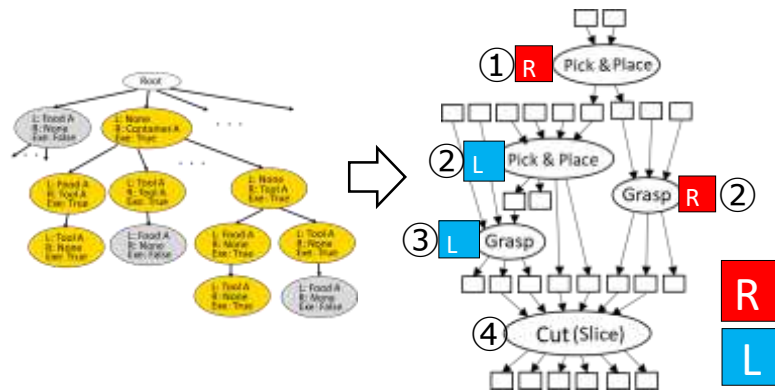 Root
L: Food A
R: None
Exe: False
L: None
R: Container A
Exe: True
. . .
. . .
. . .
L: Food A
R: Tool A
Exe: True
L: Tool A
R: Tool A
Exe: True
L: None
R: Tool A
Exe: True
L: Tool A
R: None
Exe: True
L: Food A
R: None
Exe: False
L: Food A
R: None
Exe: True
L: Tool A
R: None
Exe: True
L: Tool A
R: None
Exe: True
L: Food A
R: None
Exe: False
① R Pick & Place
② L Pick & Place
Grasp R ②
③ L Grasp
④ Cut (Slice)
R
L